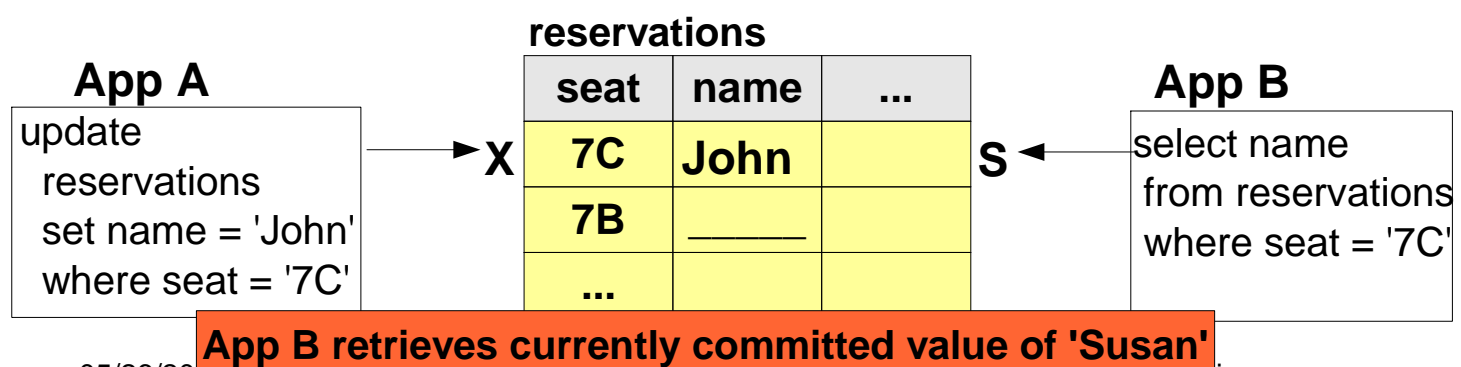 reservations
App A
update
reservations
set name = 'John'
where seat = '7C'
X
seat name ...
7C John
7B _____
...
S
App B
select name
from reservations
where seat = '7C'
App B retrieves currently committed value of 'Susan'